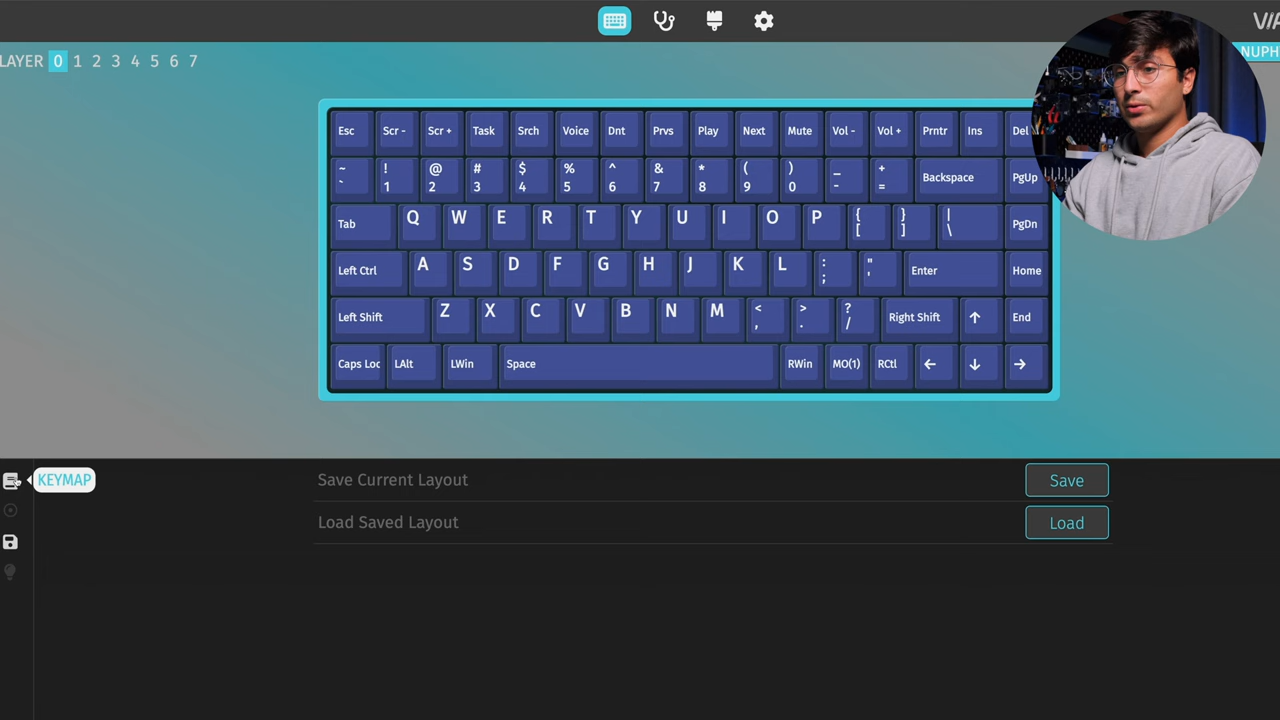 VIA
LAYER 0 1 2 3 4 5 6 7
NUPH
Esc Scr - Scr + Task Srch Voice Dnt Prvs Play Next Mute Vol - Vol + Prntr Ins Del
~ ! @ # $ % ^ & * ( ) _ +
` 1 2 3 4 5 6 7 8 9 0 - = Backspace PgUp
Tab Q W E R T Y U I O P { } |
[ ] \ PgDn
Left Ctrl A S D F G H J K L : " Enter Home
; '
Left Shift Z X C V B N M < > ? Right Shift ↑ End
, . /
Caps Loc LAlt LWin Space RWin MO(1) RCtl ← ↓ →
KEYMAP
Save Current Layout Save
Load Saved Layout Load